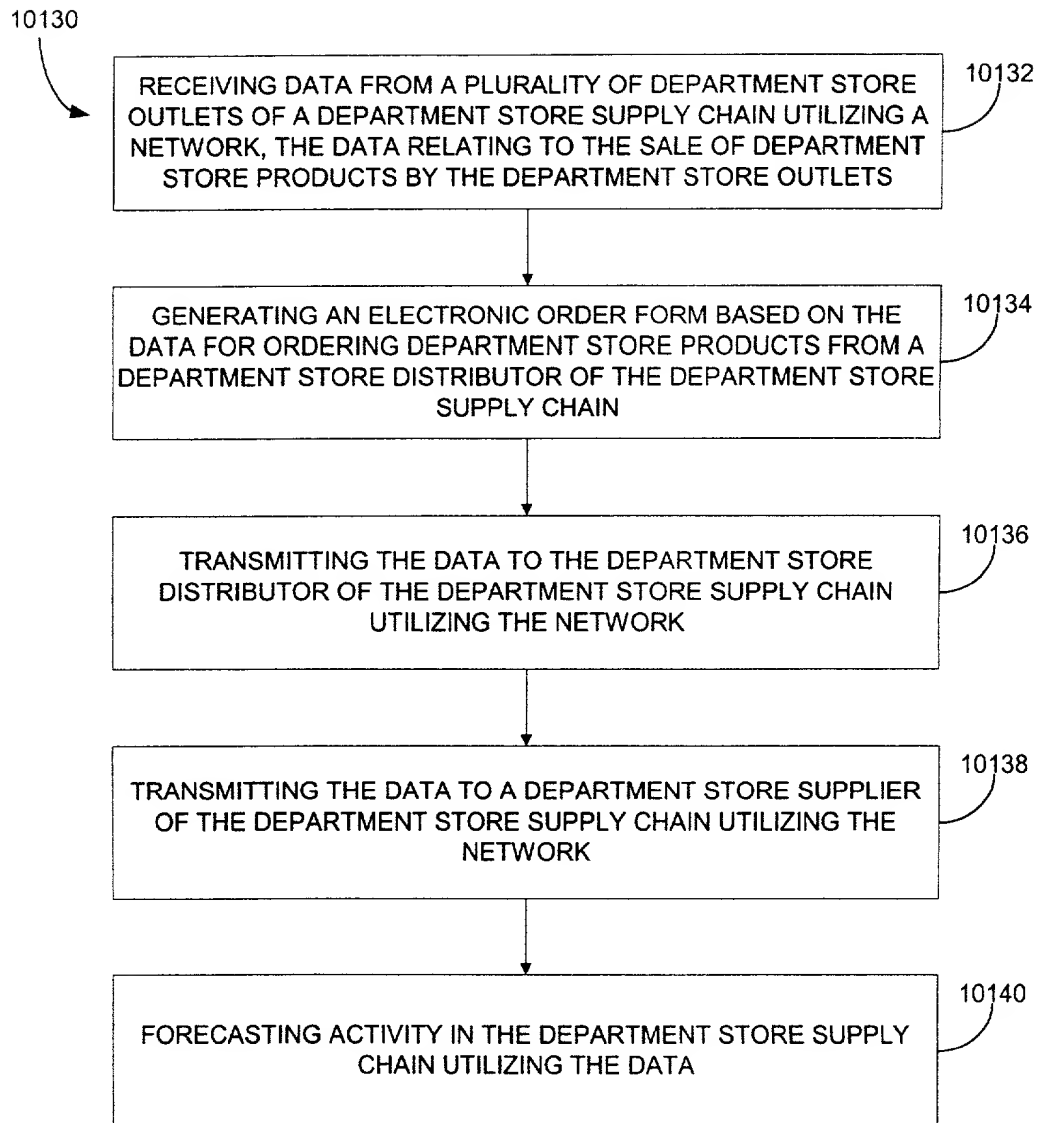 10130
RECEIVING DATA FROM A PLURALITY OF DEPARTMENT STORE
OUTLETS OF A DEPARTMENT STORE SUPPLY CHAIN UTILIZING A
NETWORK, THE DATA RELATING TO THE SALE OF DEPARTMENT
STORE PRODUCTS BY THE DEPARTMENT STORE OUTLETS
10132
GENERATING AN ELECTRONIC ORDER FORM BASED ON THE
DATA FOR ORDERING DEPARTMENT STORE PRODUCTS FROM A
DEPARTMENT STORE DISTRIBUTOR OF THE DEPARTMENT STORE
SUPPLY CHAIN
10134
TRANSMITTING THE DATA TO THE DEPARTMENT STORE
DISTRIBUTOR OF THE DEPARTMENT STORE SUPPLY CHAIN
UTILIZING THE NETWORK
10136
TRANSMITTING THE DATA TO A DEPARTMENT STORE SUPPLIER
OF THE DEPARTMENT STORE SUPPLY CHAIN UTILIZING THE
NETWORK
10138
FORECASTING ACTIVITY IN THE DEPARTMENT STORE SUPPLY
CHAIN UTILIZING THE DATA
10140